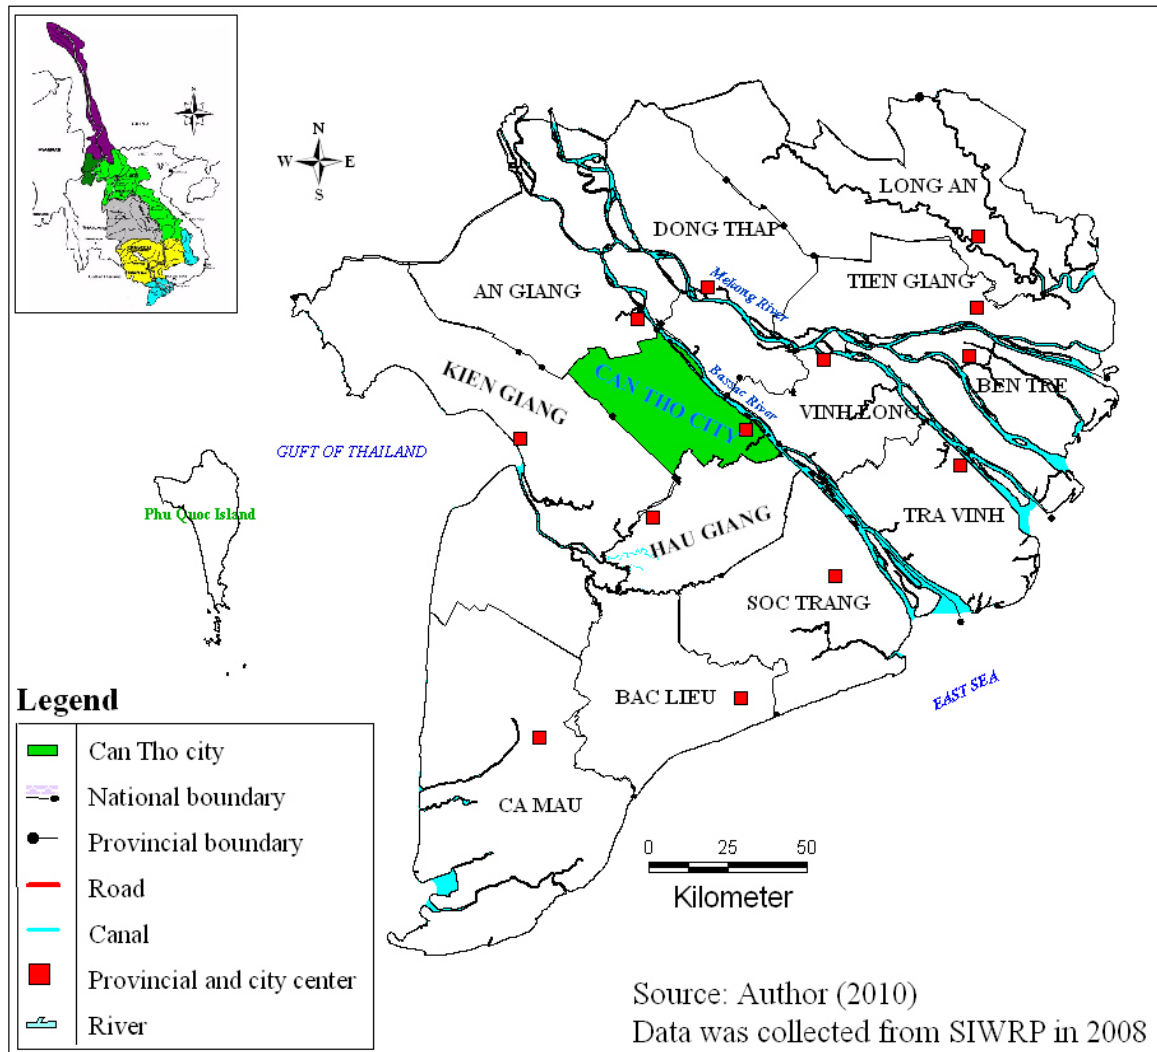 N
W E
S
LONG AN
DONG THAP
TIEN GIANG
AN GIANG
Mekong River
BEN TRE
KIEN GIANG
CAN THO CITY
Bassac River
VINH LONG
GUFT OF THAILAND
Phu Quoc Island
TRA VINH
HAU GIANG
SOC TRANG
EAST SEA
BAC LIEU
CA MAU
Legend
Can Tho city
National boundary
Provincial boundary
Road
Canal
Provincial and city center
River
0 25 50
Kilometer
Source: Author (2010)
Data was collected from SIWRP in 2008